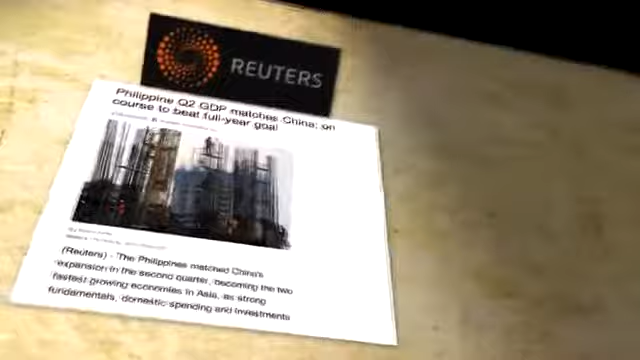 REUTERS
Philippine Q2 GDP matches China; on
course to beat full-year goal
(Reuters) - The Philippines matched China's
expansion in the second quarter, becoming the two
fastest growing economies in Asia, as strong
fundamentals, domestic spending and investments